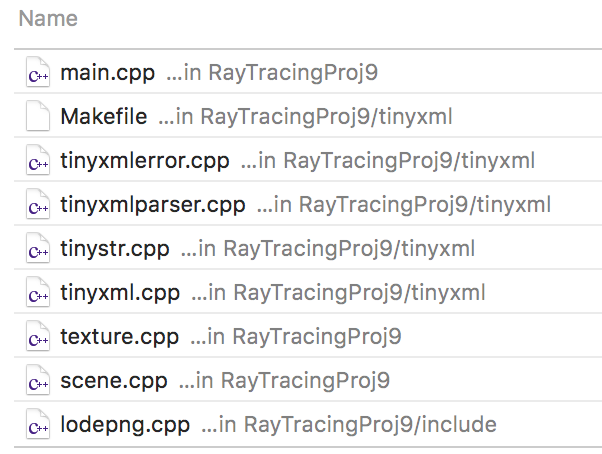 Name
C++ main.cpp ...in RayTracingProj9
Makefile ...in RayTracingProj9/tinyxml
C++ tinyxmlerror.cpp ...in RayTracingProj9/tinyxml
C++ tinyxmlparser.cpp ...in RayTracingProj9/tinyxml
C++ tinystr.cpp ...in RayTracingProj9/tinyxml
C++ tinyxml.cpp ...in RayTracingProj9/tinyxml
C++ texture.cpp ...in RayTracingProj9
C++ scene.cpp ...in RayTracingProj9
C++ lodepng.cpp ...in RayTracingProj9/include